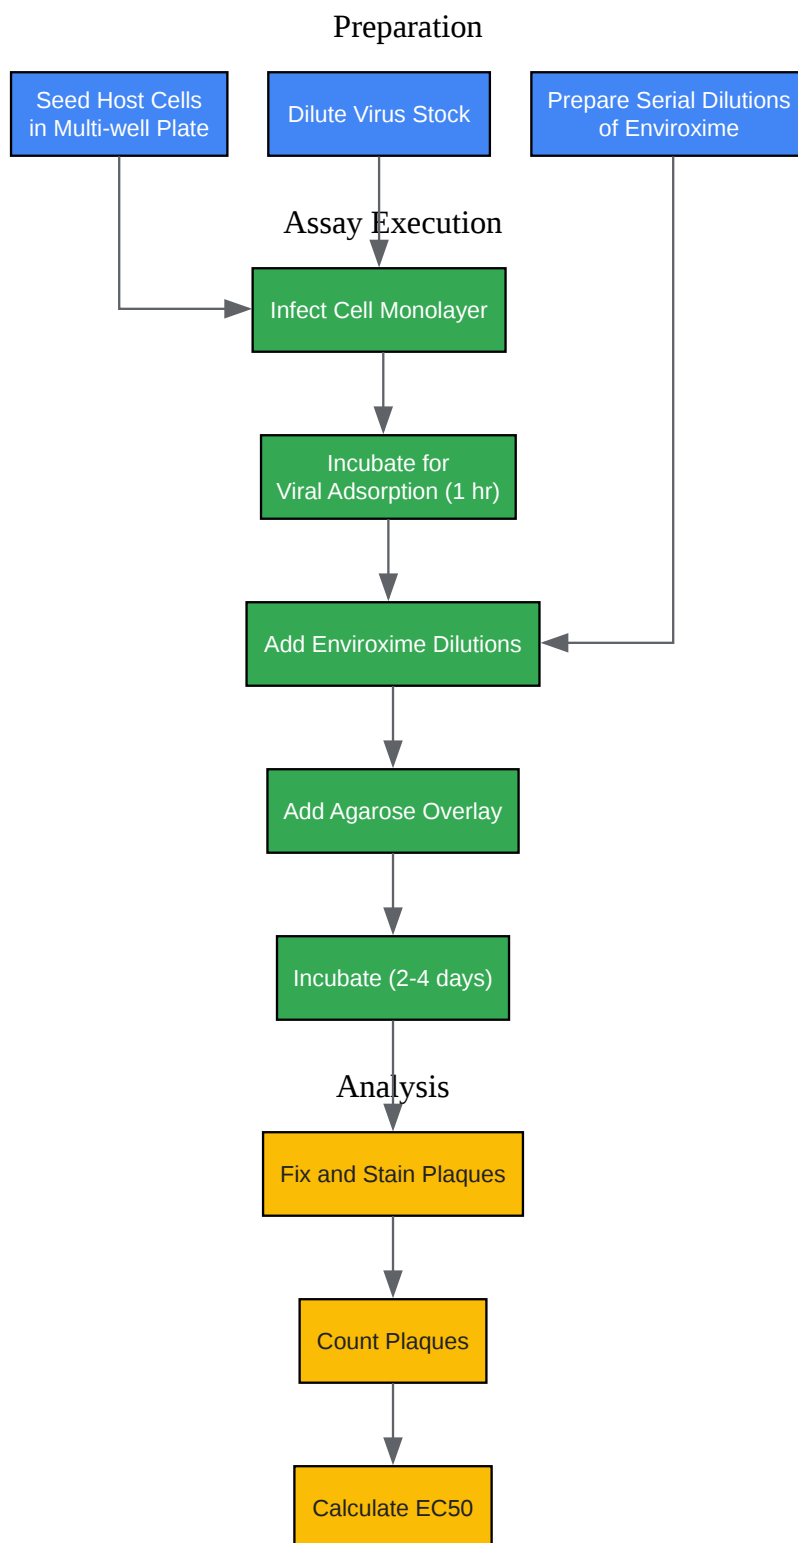 Preparation
Seed Host Cells
in Multi-well Plate
Dilute Virus Stock
Prepare Serial Dilutions
of Enviroxime
Assay Execution
Infect Cell Monolayer
Incubate for
Viral Adsorption (1 hr)
Add Enviroxime Dilutions
Add Agarose Overlay
Incubate (2-4 days)
Analysis
Fix and Stain Plaques
Count Plaques
Calculate EC50